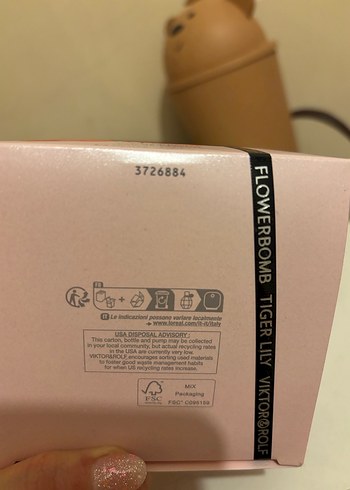 3726884
FLOWERBOMB TIGER LILY VIKTOR&ROLF
FR
+
IT Le indicazioni possono variare localmente
www.loreal.com/it-it/italy
USA DISPOSAL ADVISORY :
This carton, bottle and pump may be collected
in your local community, but actual recycling rates
in the USA are currently very low.
VIKTOR&ROLF, encourages sorting used materials
to foster good waste management habits
for when US recycling rates increase.
FSC
MIX
Packaging